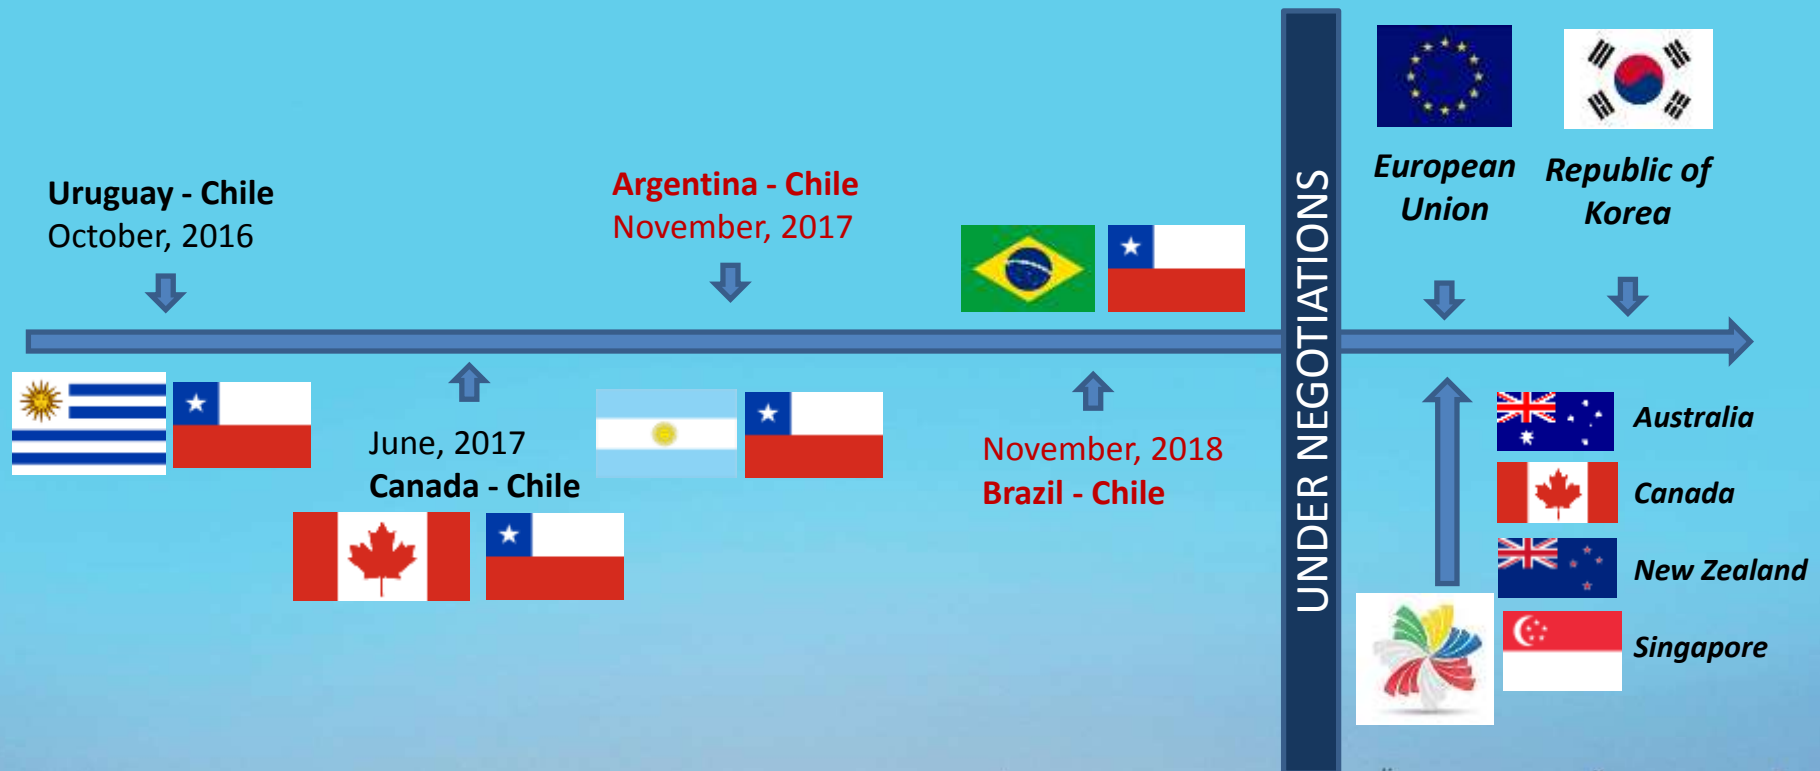 Uruguay - Chile
October, 2016
June, 2017
Canada - Chile
Argentina - Chile
November, 2017
November, 2018
Brazil - Chile
UNDER NEGOTIATIONS
European
Union
Republic of
Korea
Australia
Canada
New Zealand
Singapore